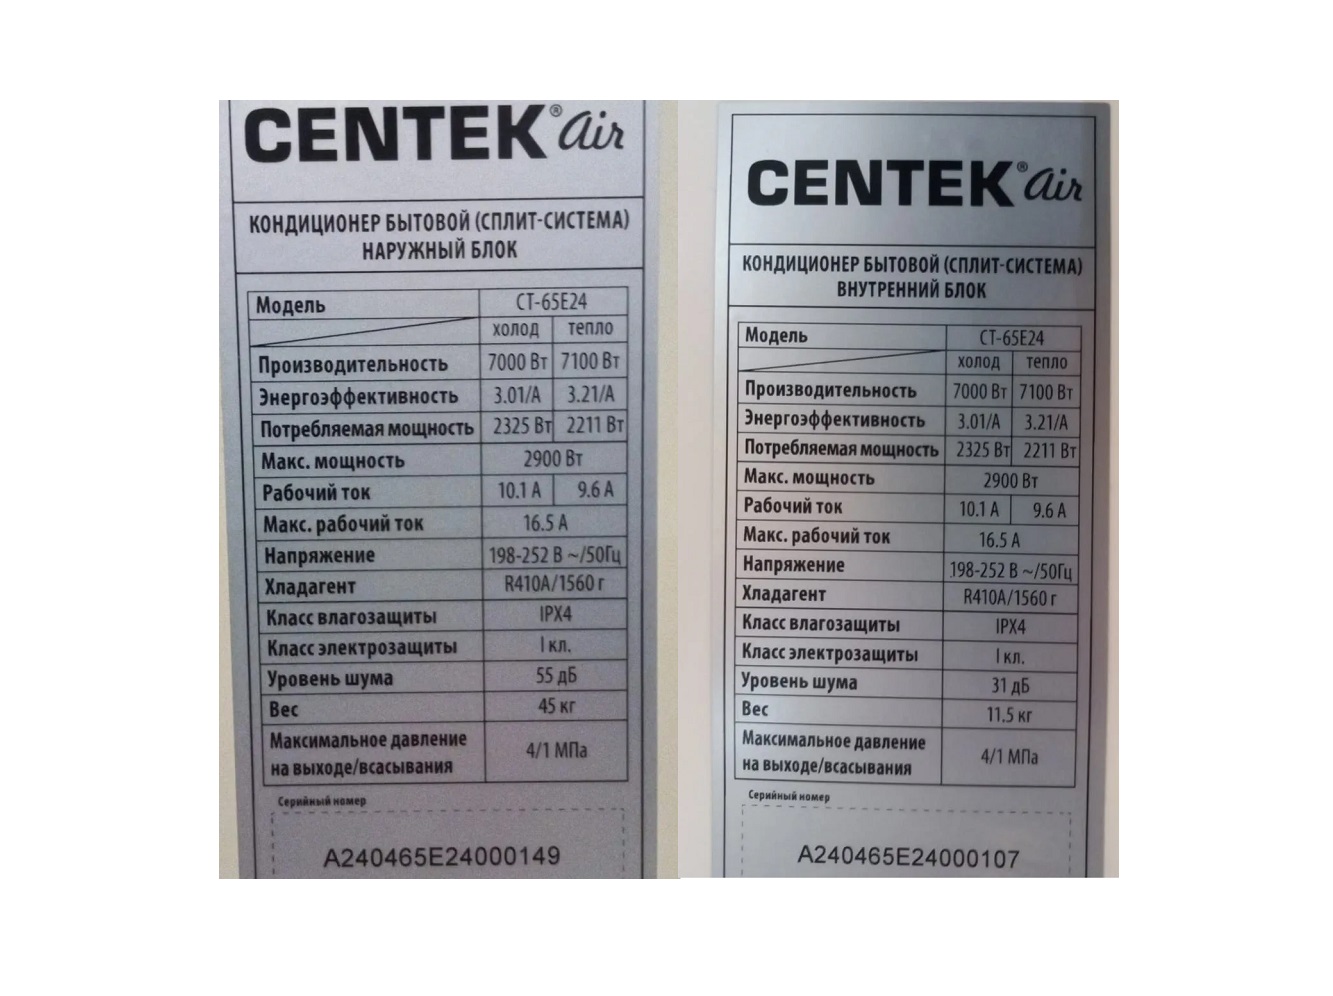 CENTEK® air
КОНДИЦИОНЕР БЫТОВОЙ (СПЛИТ-СИСТЕМА)
НАРУЖНЫЙ БЛОК
Модель CT-65E24
холод тепло
Производительность 7000 Вт 7100 Вт
Энергоэффективность 3.01/A 3.21/A
Потребляемая мощность 2325 Вт 2211 Вт
Макс. мощность 2900 Вт
Рабочий ток 10.1 А 9.6 А
Макс. рабочий ток 16.5 А
Напряжение 198-252 В ~/50Гц
Хладагент R410A/1560 г
Класс влагозащиты IPX4
Класс электрозащиты I кл.
Уровень шума 55 дБ
Вес 45 кг
Максимальное давление
на выходе/всасывания 4/1 МПа
Серийный номер
A240465E24000149
CENTEK® air
КОНДИЦИОНЕР БЫТОВОЙ (СПЛИТ-СИСТЕМА)
ВНУТРЕННИЙ БЛОК
Модель CT-65E24
холод тепло
Производительность 7000 Вт 7100 Вт
Энергоэффективность 3.01/A 3.21/A
Потребляемая мощность 2325 Вт 2211 Вт
Макс. мощность 2900 Вт
Рабочий ток 10.1 А 9.6 А
Макс. рабочий ток 16.5 А
Напряжение 198-252 В ~/50Гц
Хладагент R410A/1560 г
Класс влагозащиты IPX4
Класс электрозащиты I кл.
Уровень шума 31 дБ
Вес 11.5 кг
Максимальное давление
на выходе/всасывания 4/1 МПа
Серийный номер
A240465E24000107